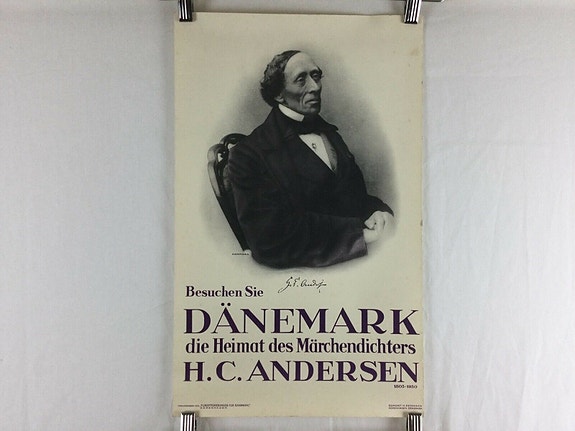 Besuchen Sie
DÄNEMARK
die Heimat des Märchendichters
H. C. ANDERSEN